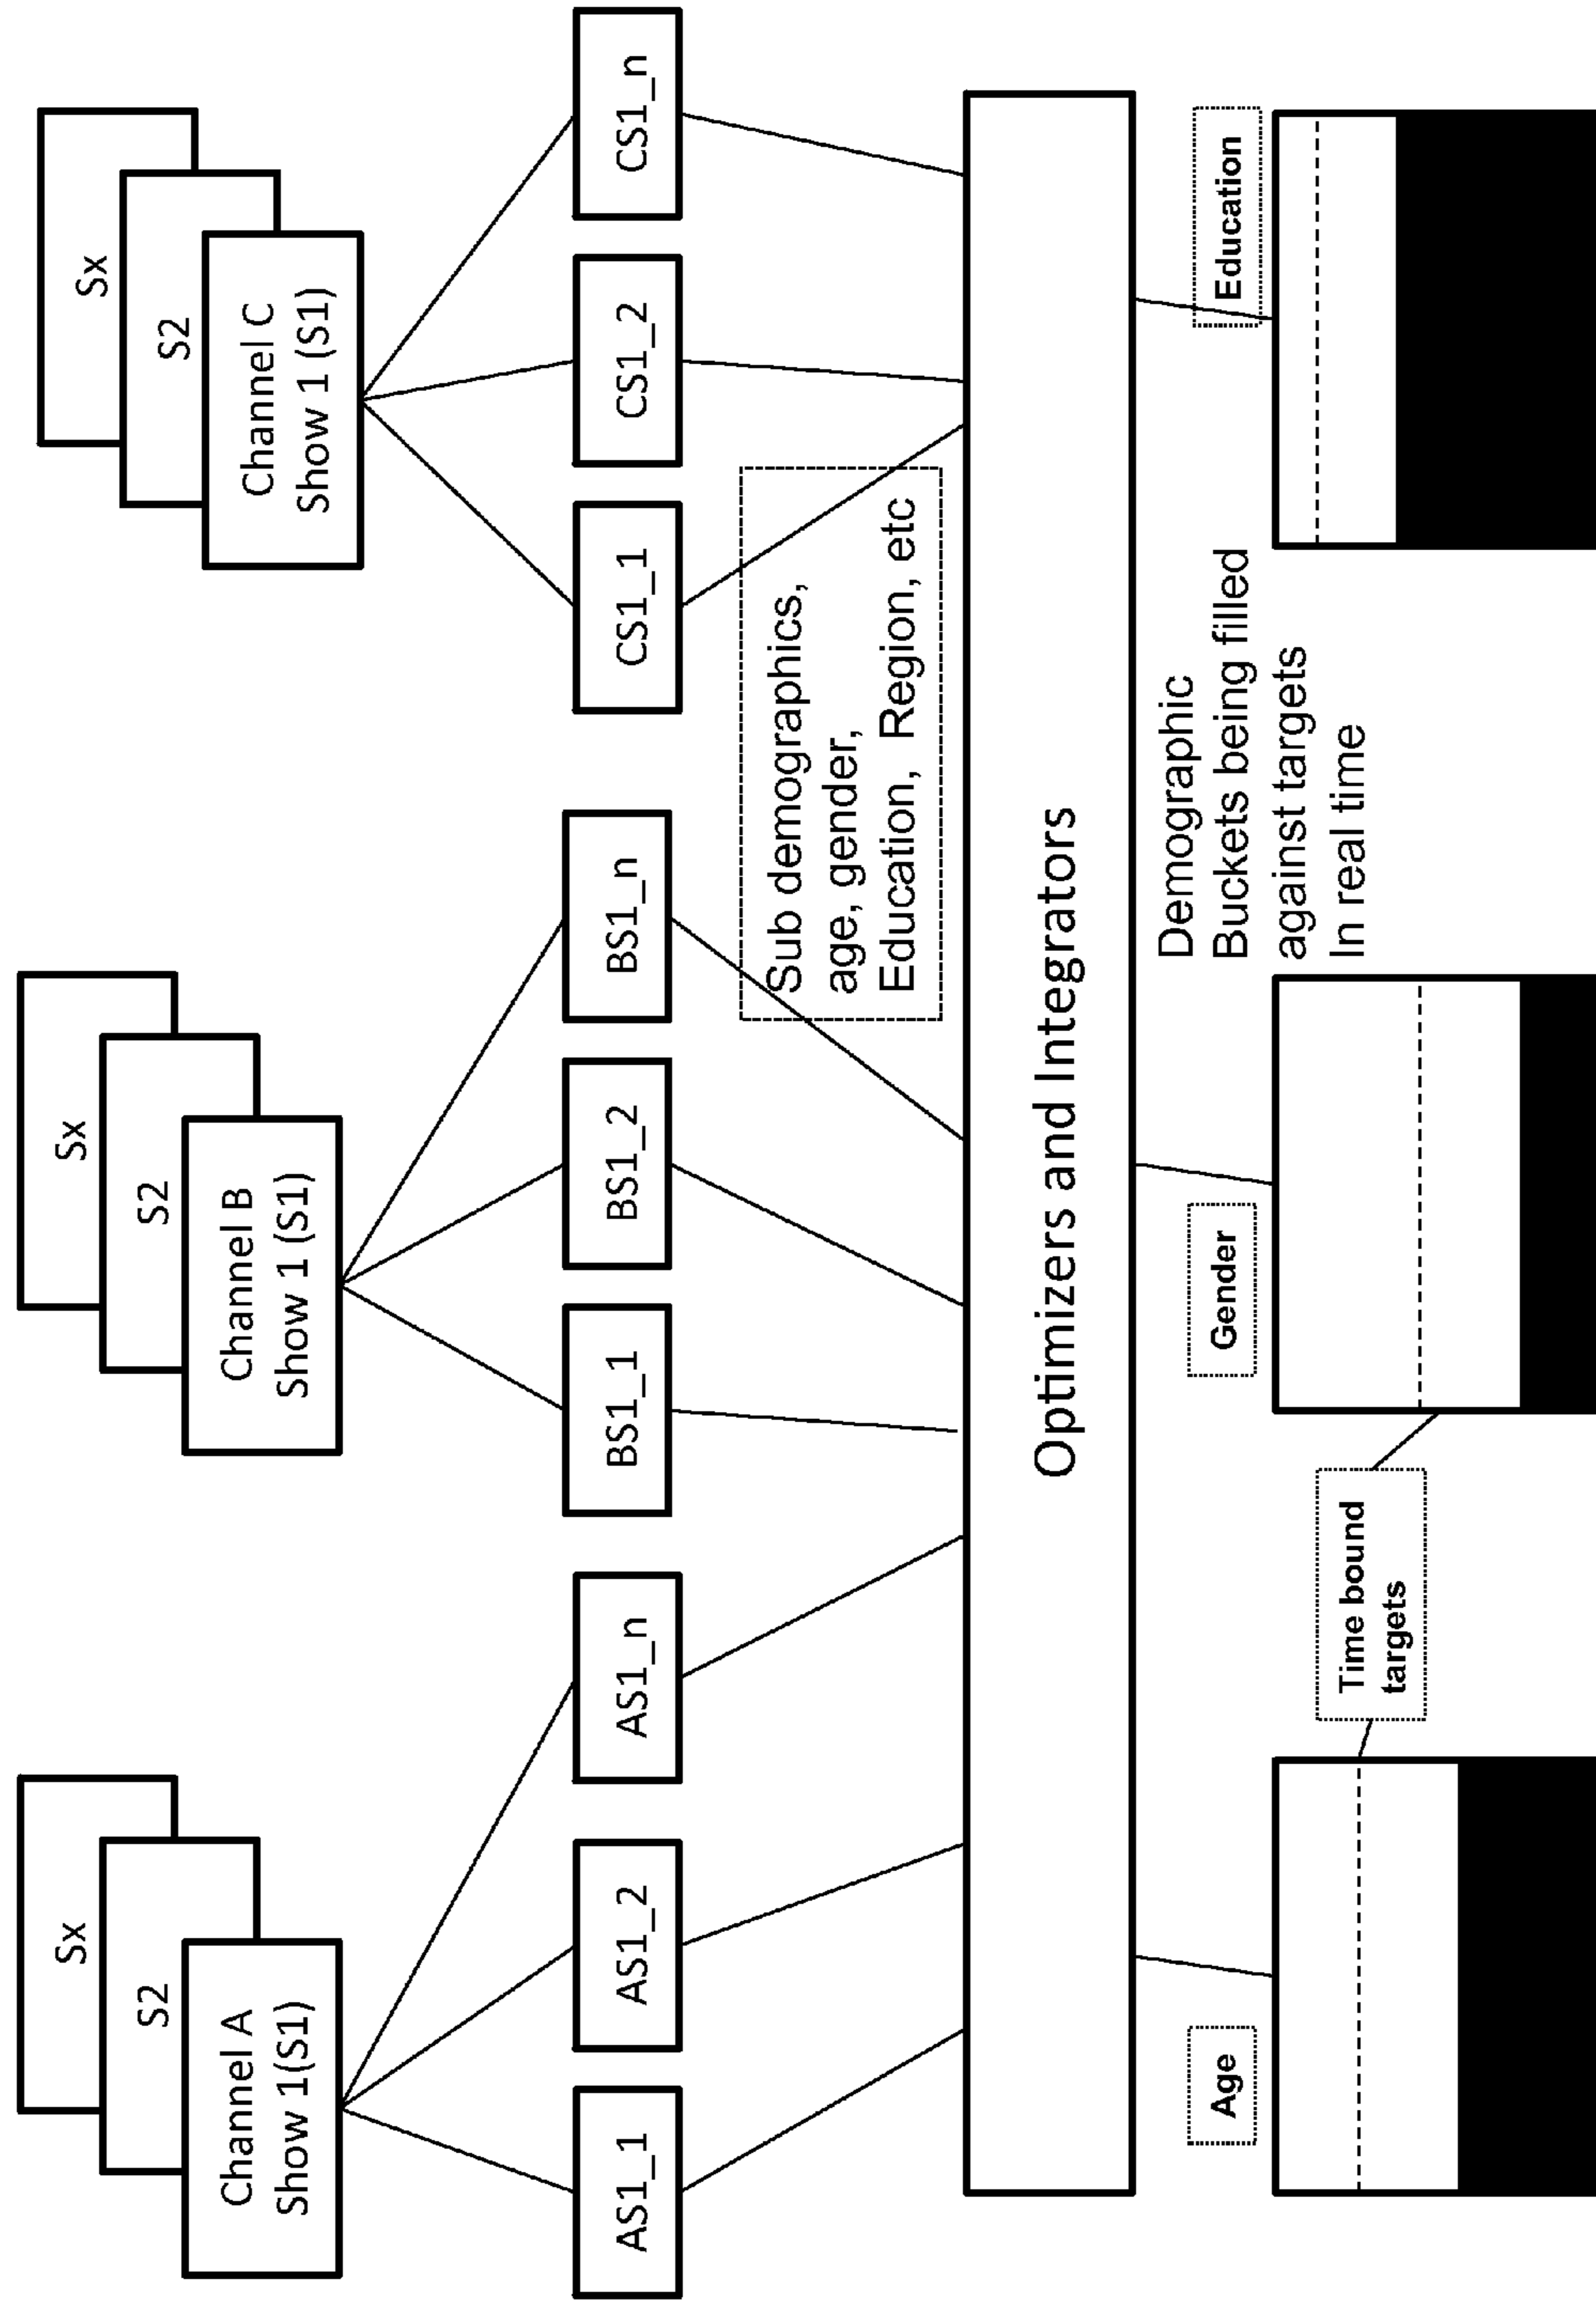 Sx
S2
Channel A
Show 1(S1)
Sx
S2
Channel B
Show 1 (S1)
Sx
S2
Channel C
Show 1 (S1)
AS1_1
AS1_2
AS1_n
BS1_1
BS1_2
BS1_n
CS1_1
CS1_2
CS1_n
Sub demographics,
age, gender,
Education, Region, etc
Optimizers and Integrators
Age
Gender
Demographic
Buckets being filled
against targets
In real time
Education
Time bound
targets